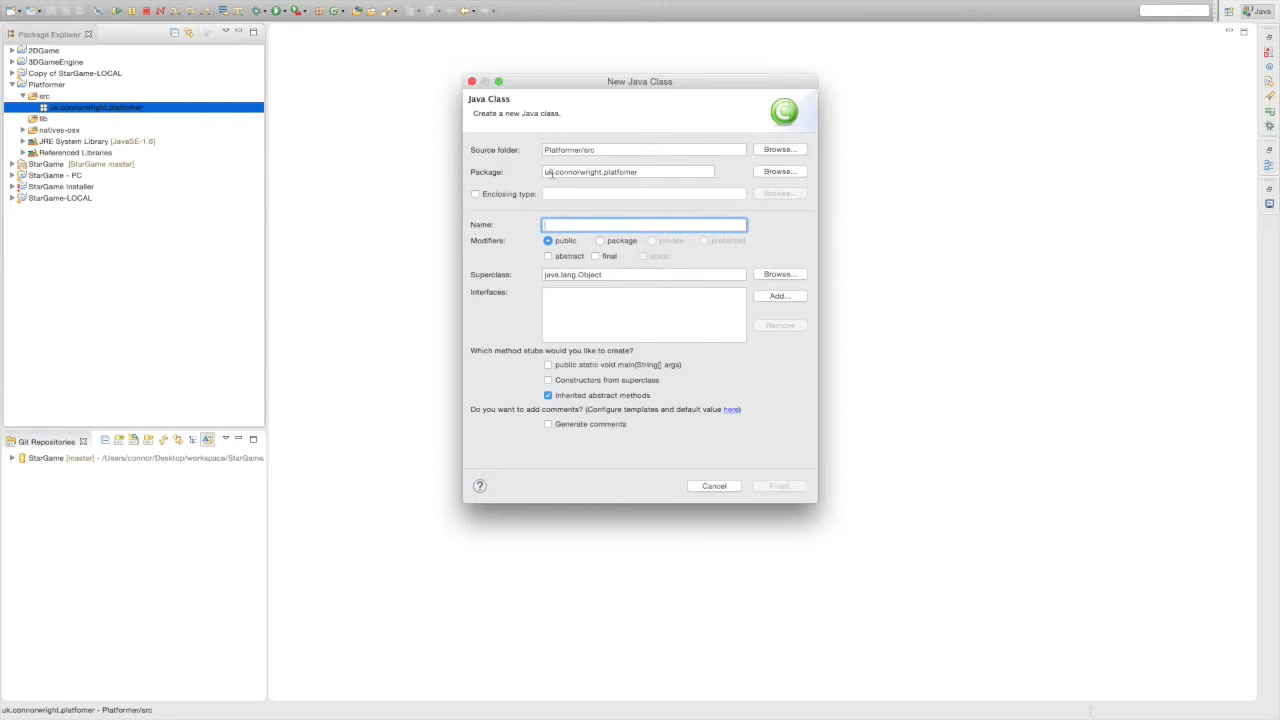 Java
Package Explorer
2DGame
3DGameEngine
Copy of StarGame-LOCAL
Platformer
src
uk.connorwright.platfomer
lib
natives-osx
JRE System Library [JavaSE-1.6]
Referenced Libraries
StarGame [StarGame master]
StarGame - PC
StarGame Installer
StarGame-LOCAL
Git Repositories
StarGame [master] - /Users/connor/Desktop/workspace/StarGame/
New Java Class
Java Class
Create a new Java class.
Source folder: Platformer/src Browse...
Package: uk.connorwright.platfomer Browse...
Enclosing type: Browse...
Name:
Modifiers: public package private protected
abstract final static
Superclass: java.lang.Object Browse...
Interfaces: Add...
Remove
Which method stubs would you like to create?
public static void main(String[] args)
Constructors from superclass
Inherited abstract methods
Do you want to add comments? (Configure templates and default value here)
Generate comments
? Cancel Finish
uk.connorwright.platfomer - Platformer/src